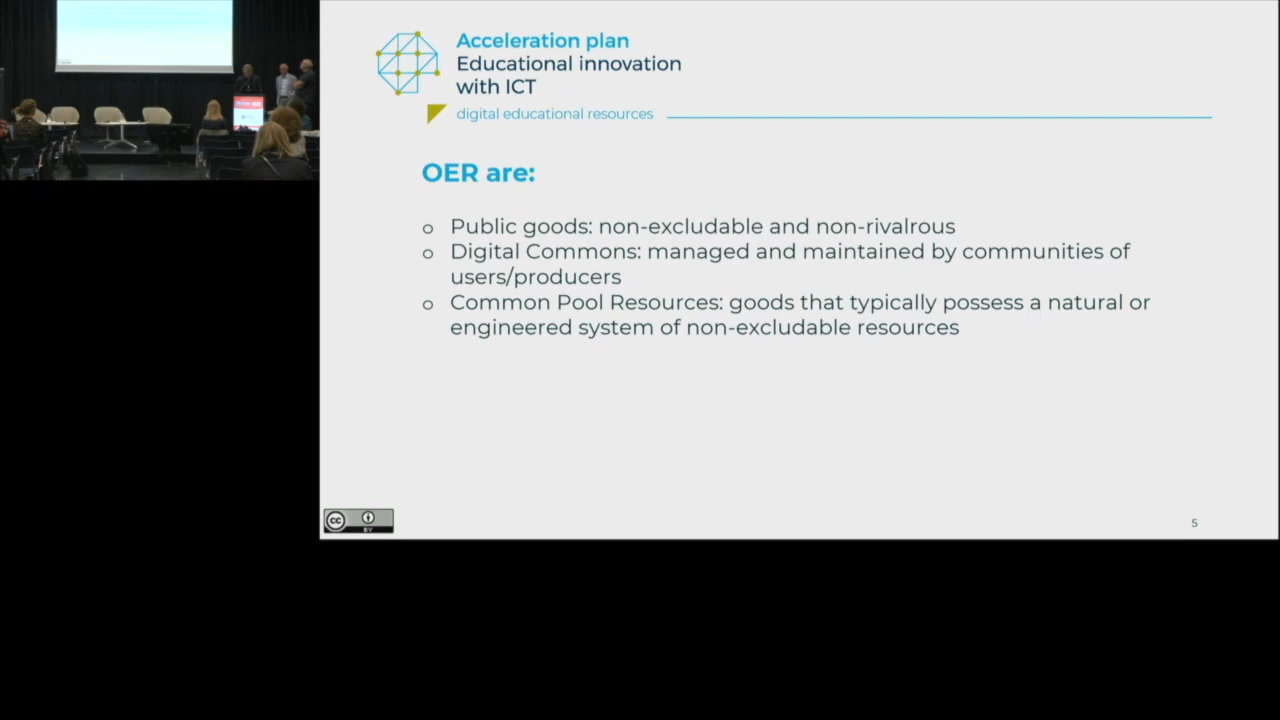 Acceleration plan
Educational innovation
with ICT
digital educational resources
OER are:
o Public goods: non-excludable and non-rivalrous
o Digital Commons: managed and maintained by communities of
users/producers
o Common Pool Resources: goods that typically possess a natural or
engineered system of non-excludable resources
cc
BY
5